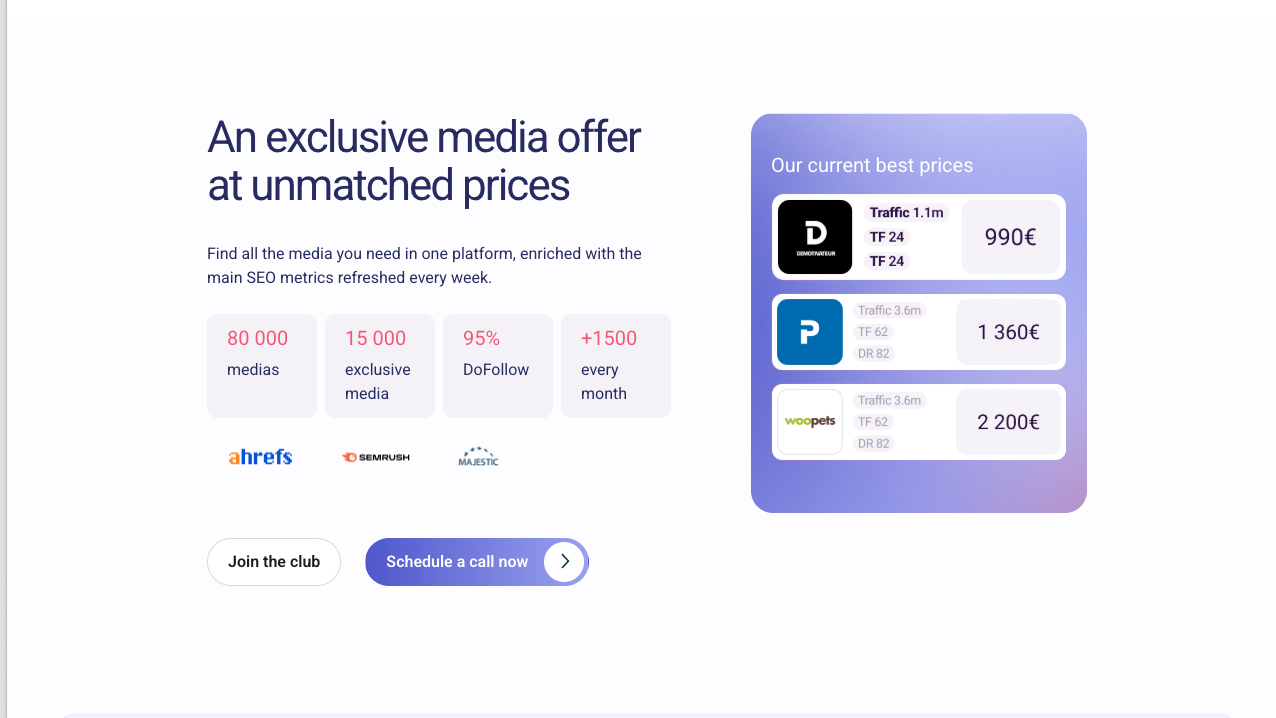 An exclusive media offer
at unmatched prices
Find all the media you need in one platform, enriched with the
main SEO metrics refreshed every week.
80 000
medias
15 000
exclusive
media
95%
DoFollow
+1500
every
month
ahrefs
SEMRUSH
MAJESTIC
Join the club
Schedule a call now
Our current best prices
D
DEMOTIVATEUR
Traffic 1.1m
TF 24
TF 24
990€
P
Traffic 3.6m
TF 62
DR 82
1 360€
woopets
Traffic 3.6m
TF 62
DR 82
2 200€